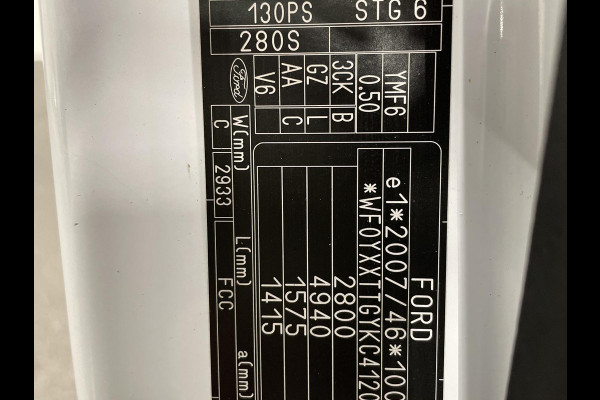 130PS STG 6
280S
Ford
YMF6
0.50
3CK B
GZ L
AA C
V6
W(mm) L(mm) a(mm)
C 2933 FCC
FORD
e1*2007/46*100
*WF0YXXTTGYKC4120
2800
4940
1575
1415